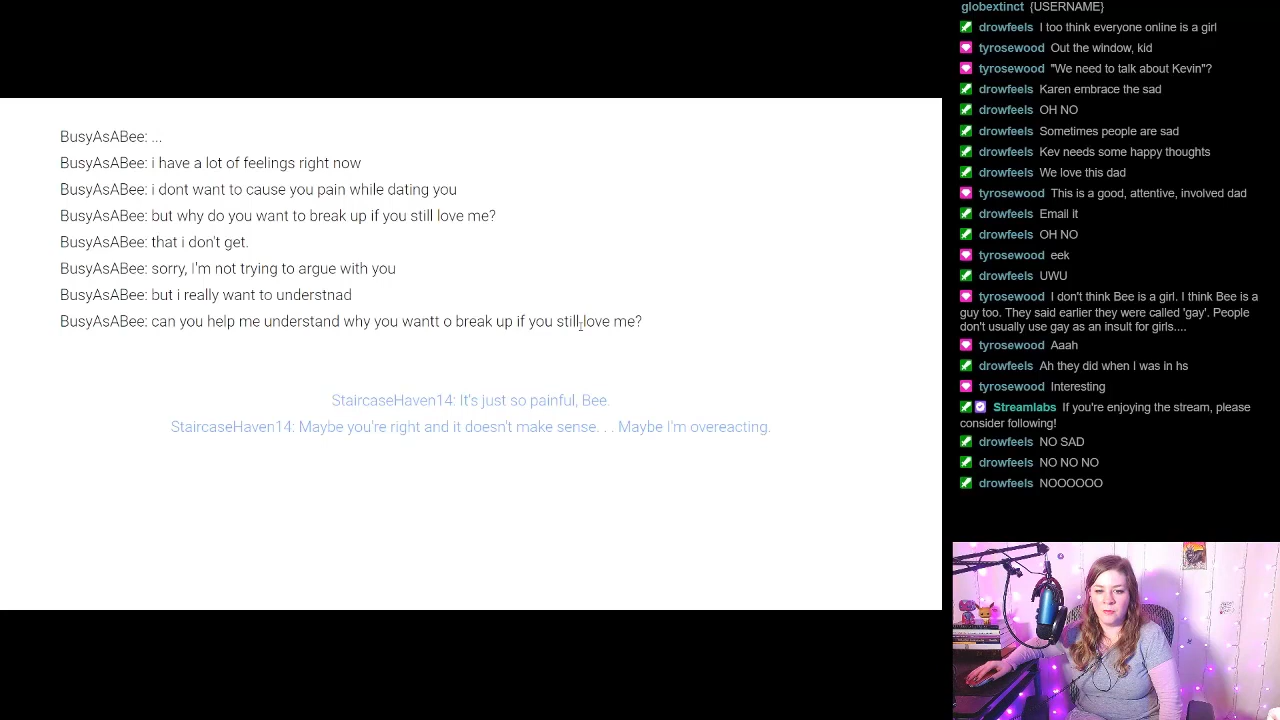 BusyAsABee: ...
BusyAsABee: i have a lot of feelings right now
BusyAsABee: i dont want to cause you pain while dating you
BusyAsABee: but why do you want to break up if you still love me?
BusyAsABee: that i don't get.
BusyAsABee: sorry, I'm not trying to argue with you
BusyAsABee: but i really want to understnad
BusyAsABee: can you help me understand why you wantt o break up if you still love me?
StaircaseHaven14: It's just so painful, Bee.
StaircaseHaven14: Maybe you're right and it doesn't make sense. . . Maybe I'm overeacting.
globextinct {USERNAME}
drowfeels I too think everyone online is a girl
tyrosewood Out the window, kid
tyrosewood "We need to talk about Kevin"?
drowfeels Karen embrace the sad
drowfeels OH NO
drowfeels Sometimes people are sad
drowfeels Kev needs some happy thoughts
drowfeels We love this dad
tyrosewood This is a good, attentive, involved dad
drowfeels Email it
drowfeels OH NO
tyrosewood eek
drowfeels UWU
tyrosewood I don't think Bee is a girl. I think Bee is a
guy too. They said earlier they were called 'gay'. People
don't usually use gay as an insult for girls....
tyrosewood Aaah
drowfeels Ah they did when I was in hs
tyrosewood Interesting
Streamlabs If you're enjoying the stream, please
consider following!
drowfeels NO SAD
drowfeels NO NO NO
drowfeels NOOOOOO